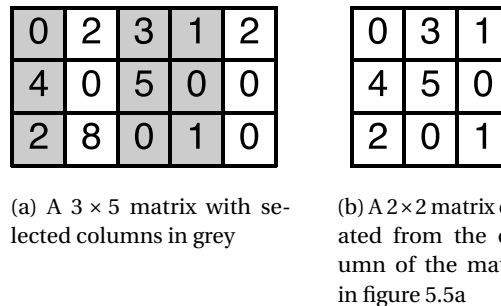 0 2 3 1 2
4 0 5 0 0
2 8 0 1 0
0 3 1
4 5 0
2 0 1
(a) A 3 × 5 matrix with se-
lected columns in grey
(b) A 2×2 matrix
ated from the
umn of the
in figure 5.5a